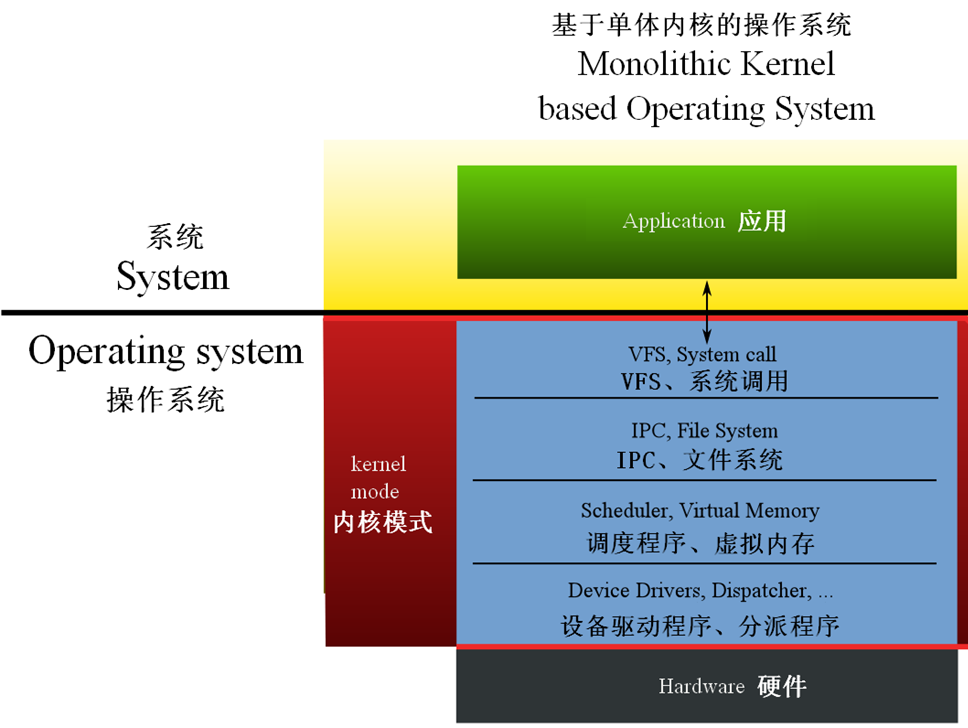 基于单体内核的操作系统
Monolithic Kernel
based Operating System
Application 应用
系统
System
Operating system
操作系统
VFS, System call
VFS、系统调用
IPC, File System
IPC、文件系统
kernel
mode
内核模式
Scheduler, Virtual Memory
调度程序、虚拟内存
Device Drivers, Dispatcher, ...
设备驱动程序、分派程序
Hardware 硬件